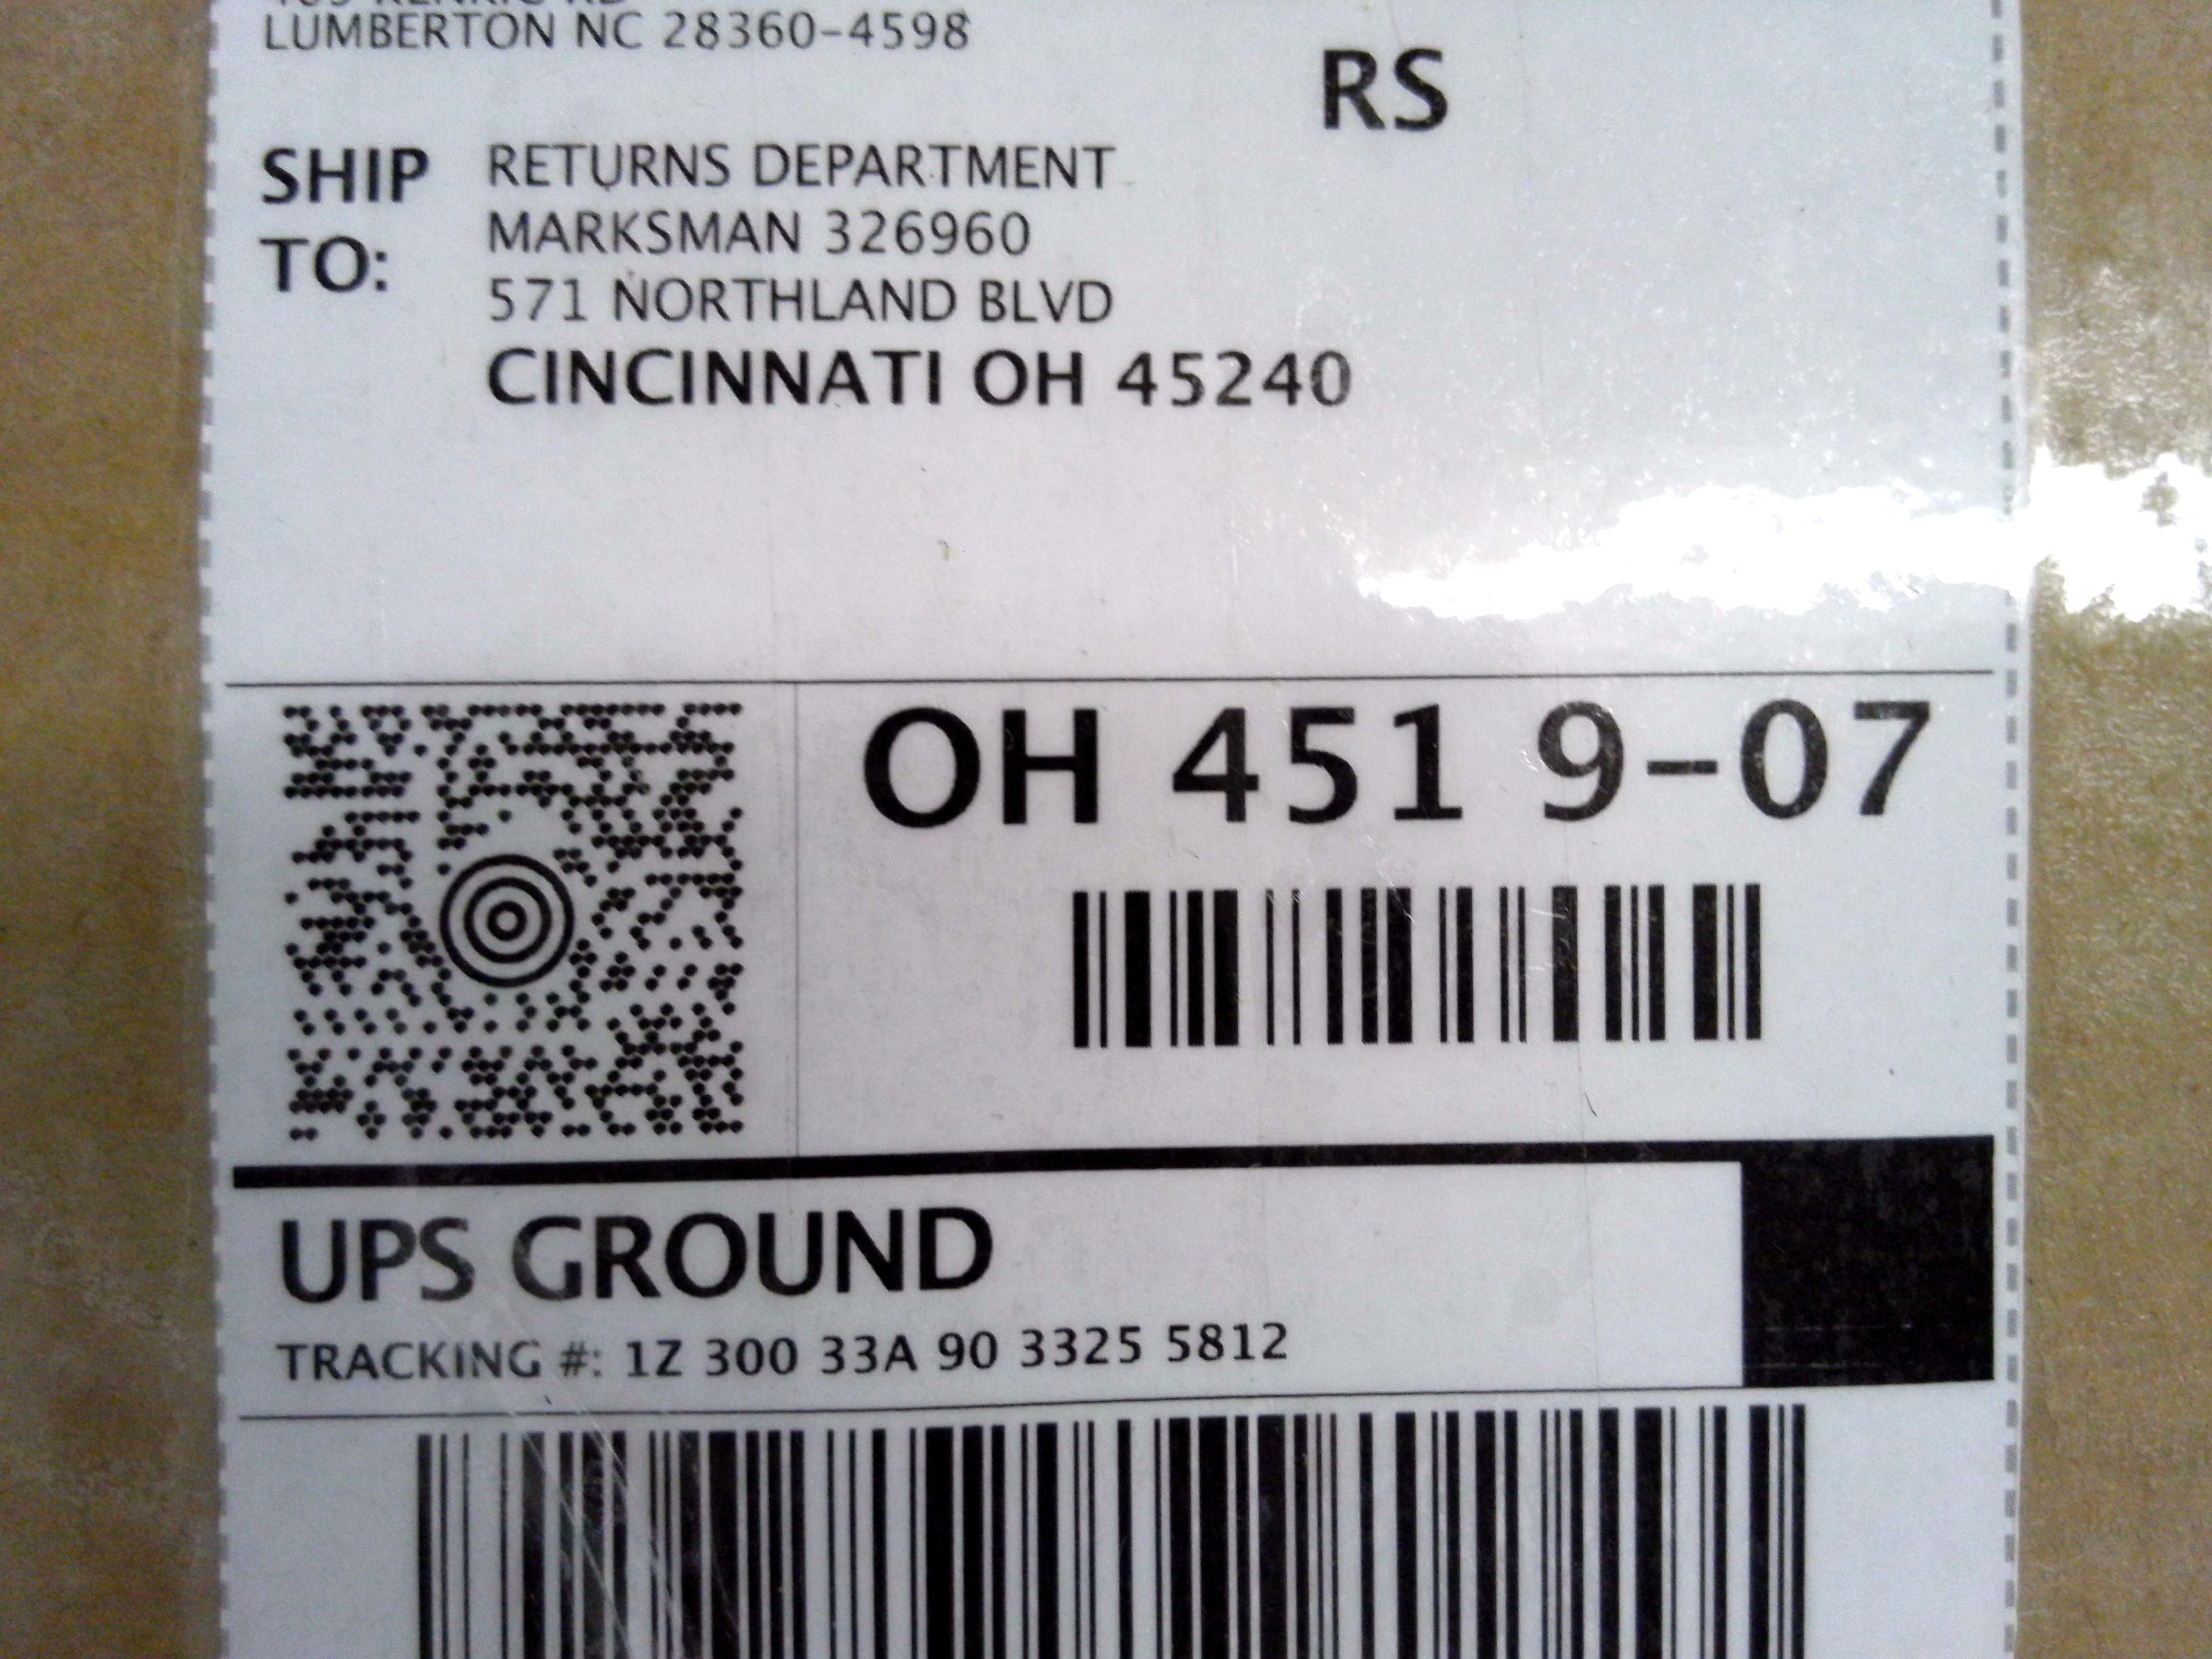 LUMBERTON NC 28360-4598
RS
SHIP TO:
RETURNS DEPARTMENT
MARKSMAN 326960
571 NORTHLAND BLVD
CINCINNATI OH 45240
OH 451 9-07
UPS GROUND
TRACKING #: 1Z 300 33A 90 3325 5812